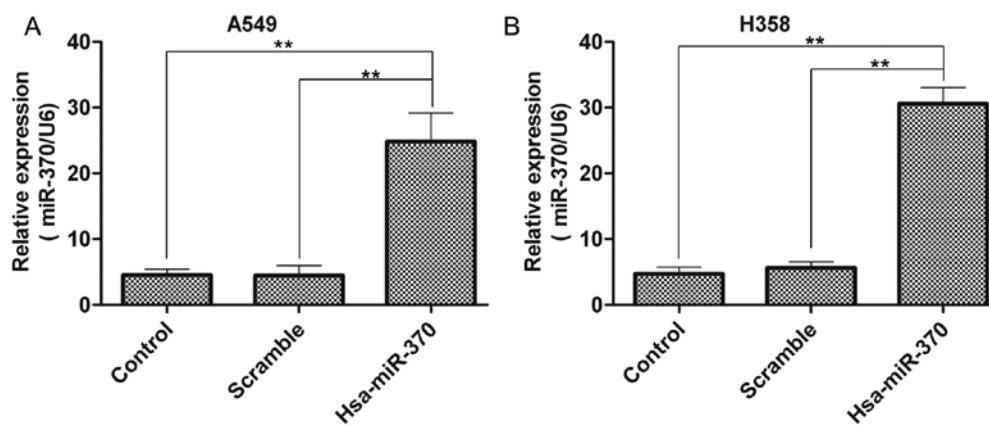 A
A549
Relative expression
( miR-370/U6)
40
30
20
10
0
**
**
Control
Scramble
Hsa-miR-370
B
H358
Relative expression
( miR-370/U6)
40
30
20
10
0
**
**
Control
Scramble
Hsa-miR-370